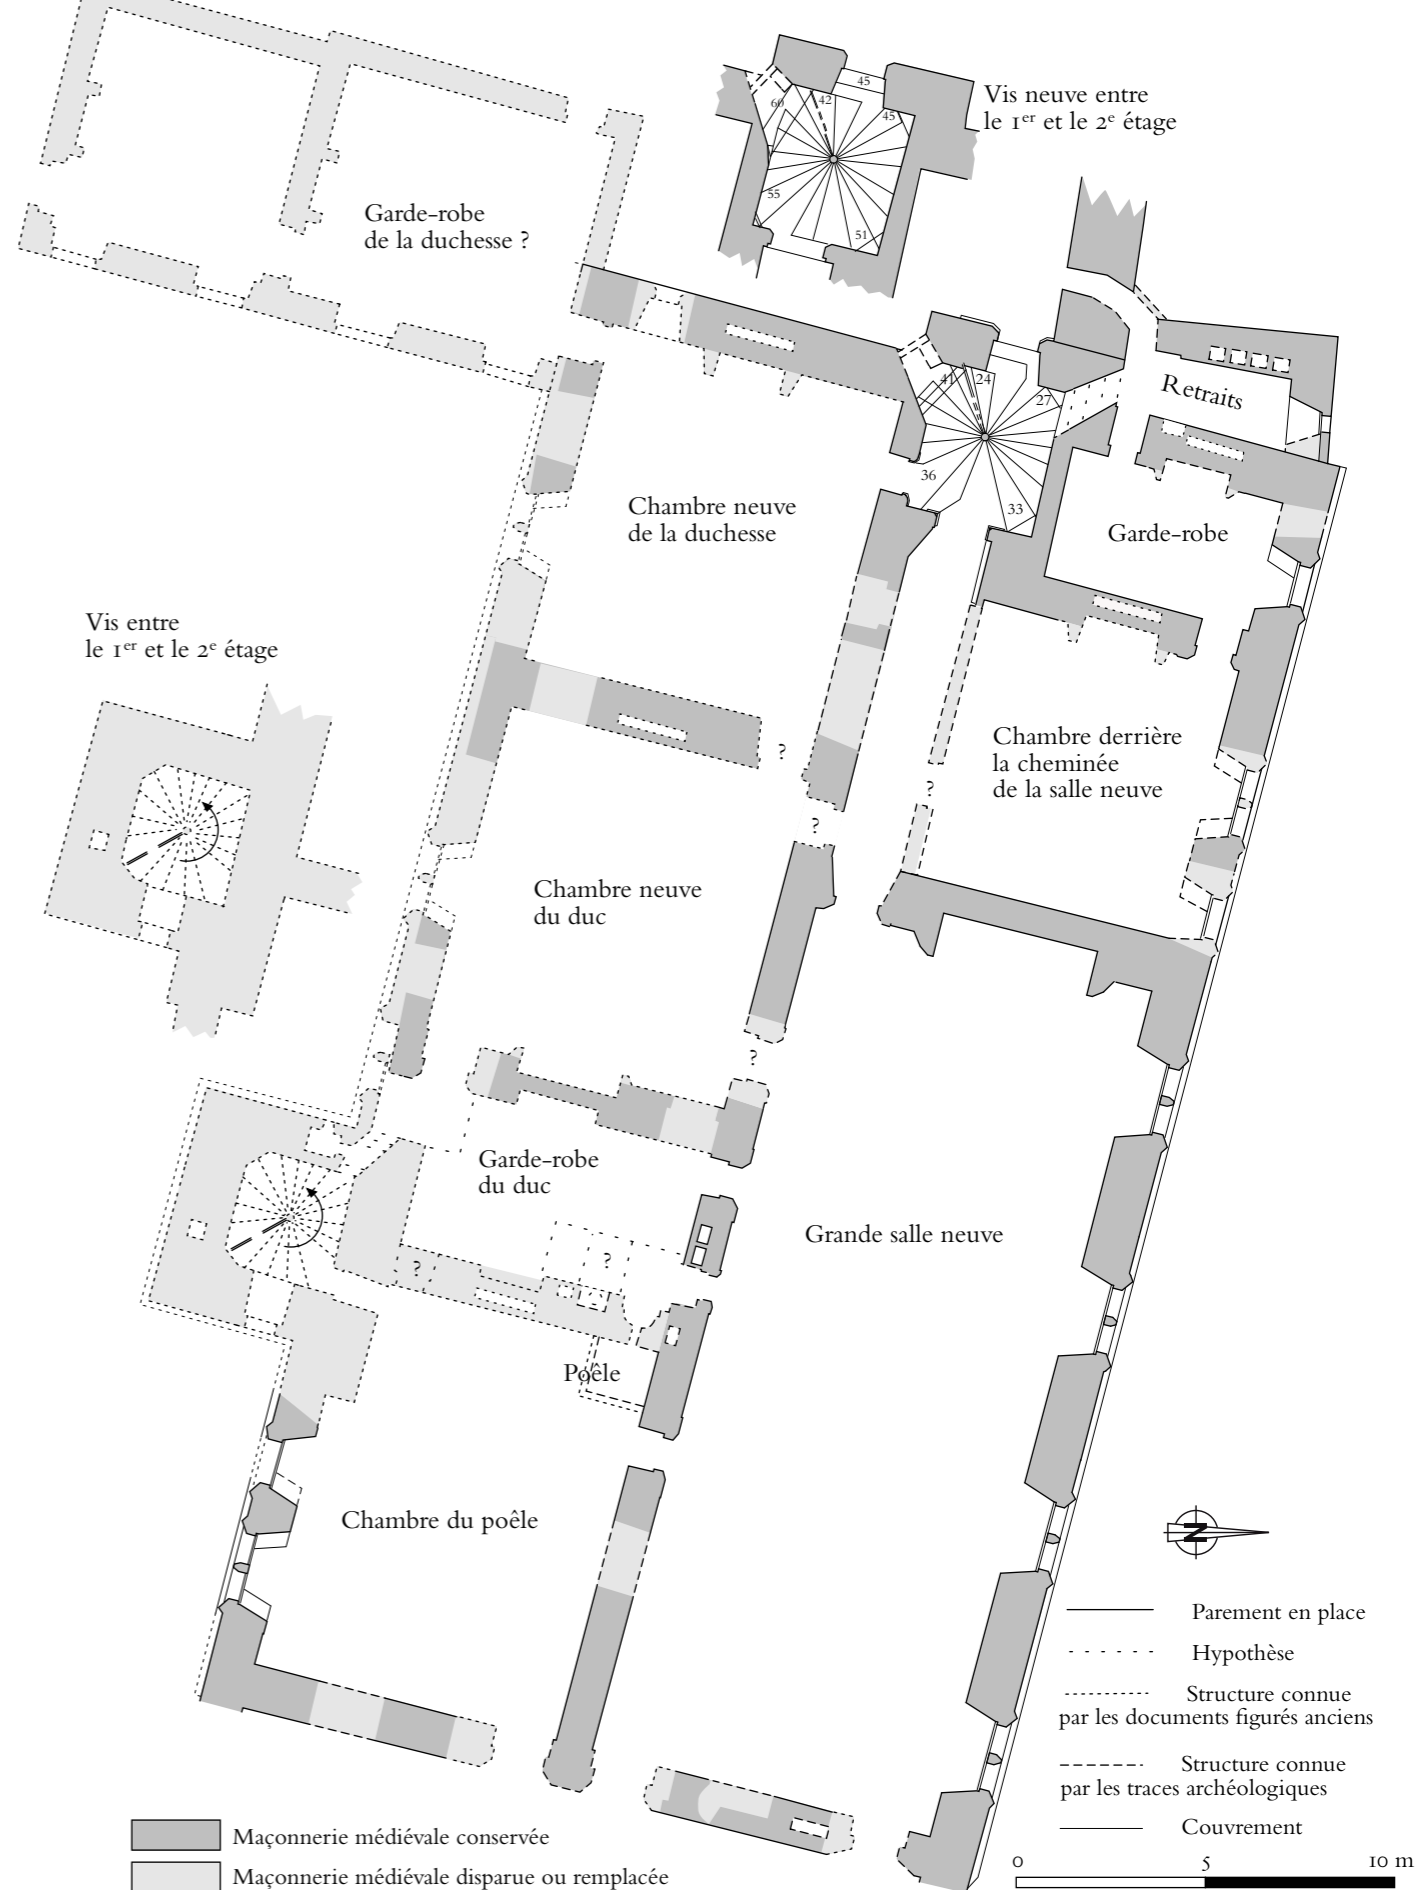 45
60
42
45
55
51
Vis neuve entre
le 1er et le 2e étage
Garde-robe
de la duchesse ?
Retraits
41
24
27
36
33
Chambre neuve
de la duchesse
Garde-robe
Vis entre
le 1er et le 2e étage
Chambre derrière
la cheminée
de la salle neuve
?
?
?
Chambre neuve
du duc
?
Garde-robe
du duc
Grande salle neuve
?
?
Poêle
Chambre du poêle
N
Parement en place
Hypothèse
Structure connue
par les documents figurés anciens
Structure connue
par les traces archéologiques
Couvrement
Maçonnerie médiévale conservée
Maçonnerie médiévale disparue ou remplacée
0 5 10 m